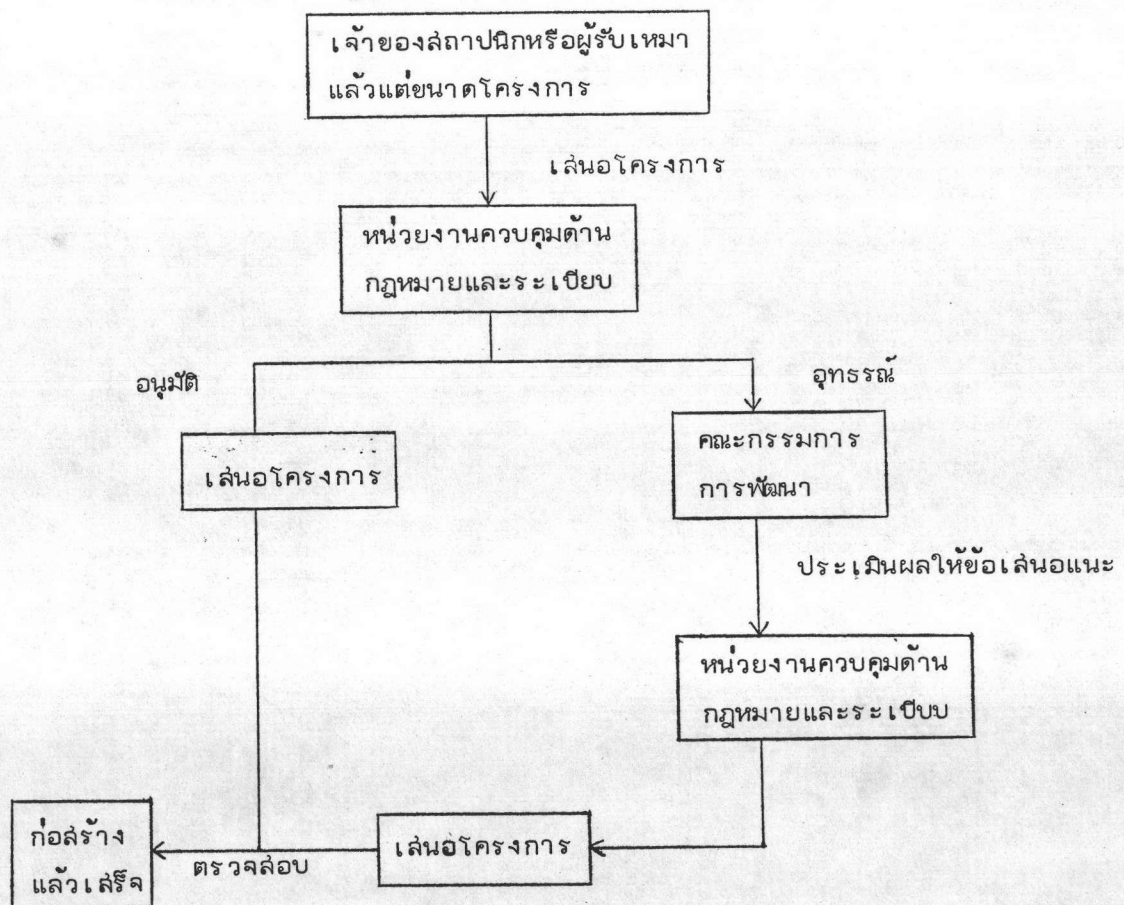 เจ้าของสถาปนิกหรือผู้รับเหมา
แล้วแต่ขนาดโครงการ
เสนอโครงการ
หน่วยงานควบคุมด้าน
กฎหมายและระเบียบ
อนุมัติ
อุทธรณ์
เสนอโครงการ
คณะกรรมการ
การพัฒนา
ประเมินผลให้ข้อเสนอแนะ
หน่วยงานควบคุมด้าน
กฎหมายและระเบียบ
ก่อสร้าง
แล้วเสร็จ
ตรวจสอบ
เสนอโครงการ